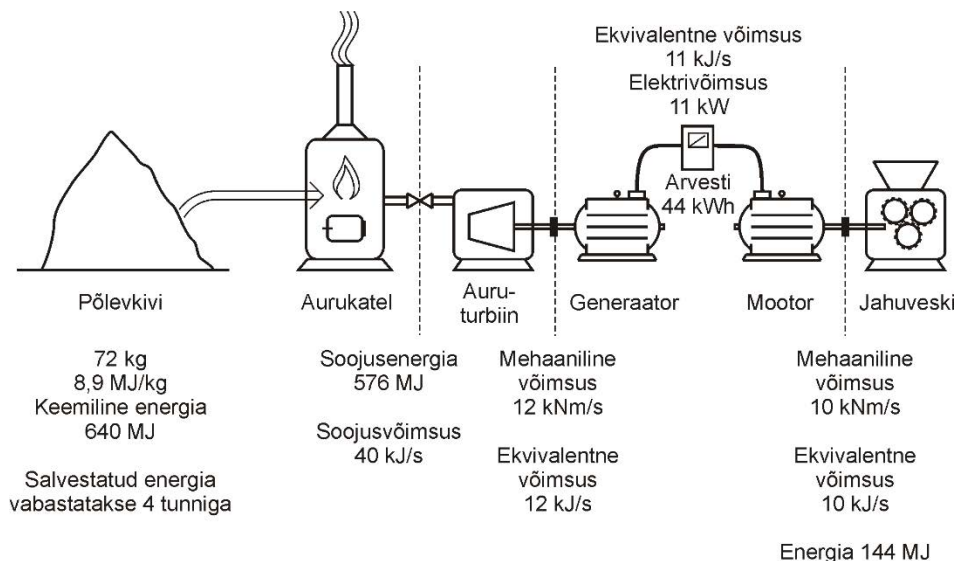 Ekvivalentne võimsus
11 kJ/s
Elektrivõimsus
11 kW
Arvesti
44 kWh
Põlevkivi
Aurukatel
Auru-
turbiin
Generaator
Mootor
Jahuveski
72 kg
8,9 MJ/kg
Keemiline energia
640 MJ
Salvestatud energia
vabastatakse 4 tunniga
Soojusenergia
576 MJ
Soojusvõimsus
40 kJ/s
Mehaaniline
võimsus
12 kNm/s
Ekvivalentne
võimsus
12 kJ/s
Mehaaniline
võimsus
10 kNm/s
Ekvivalentne
võimsus
10 kJ/s
Energia 144 MJ